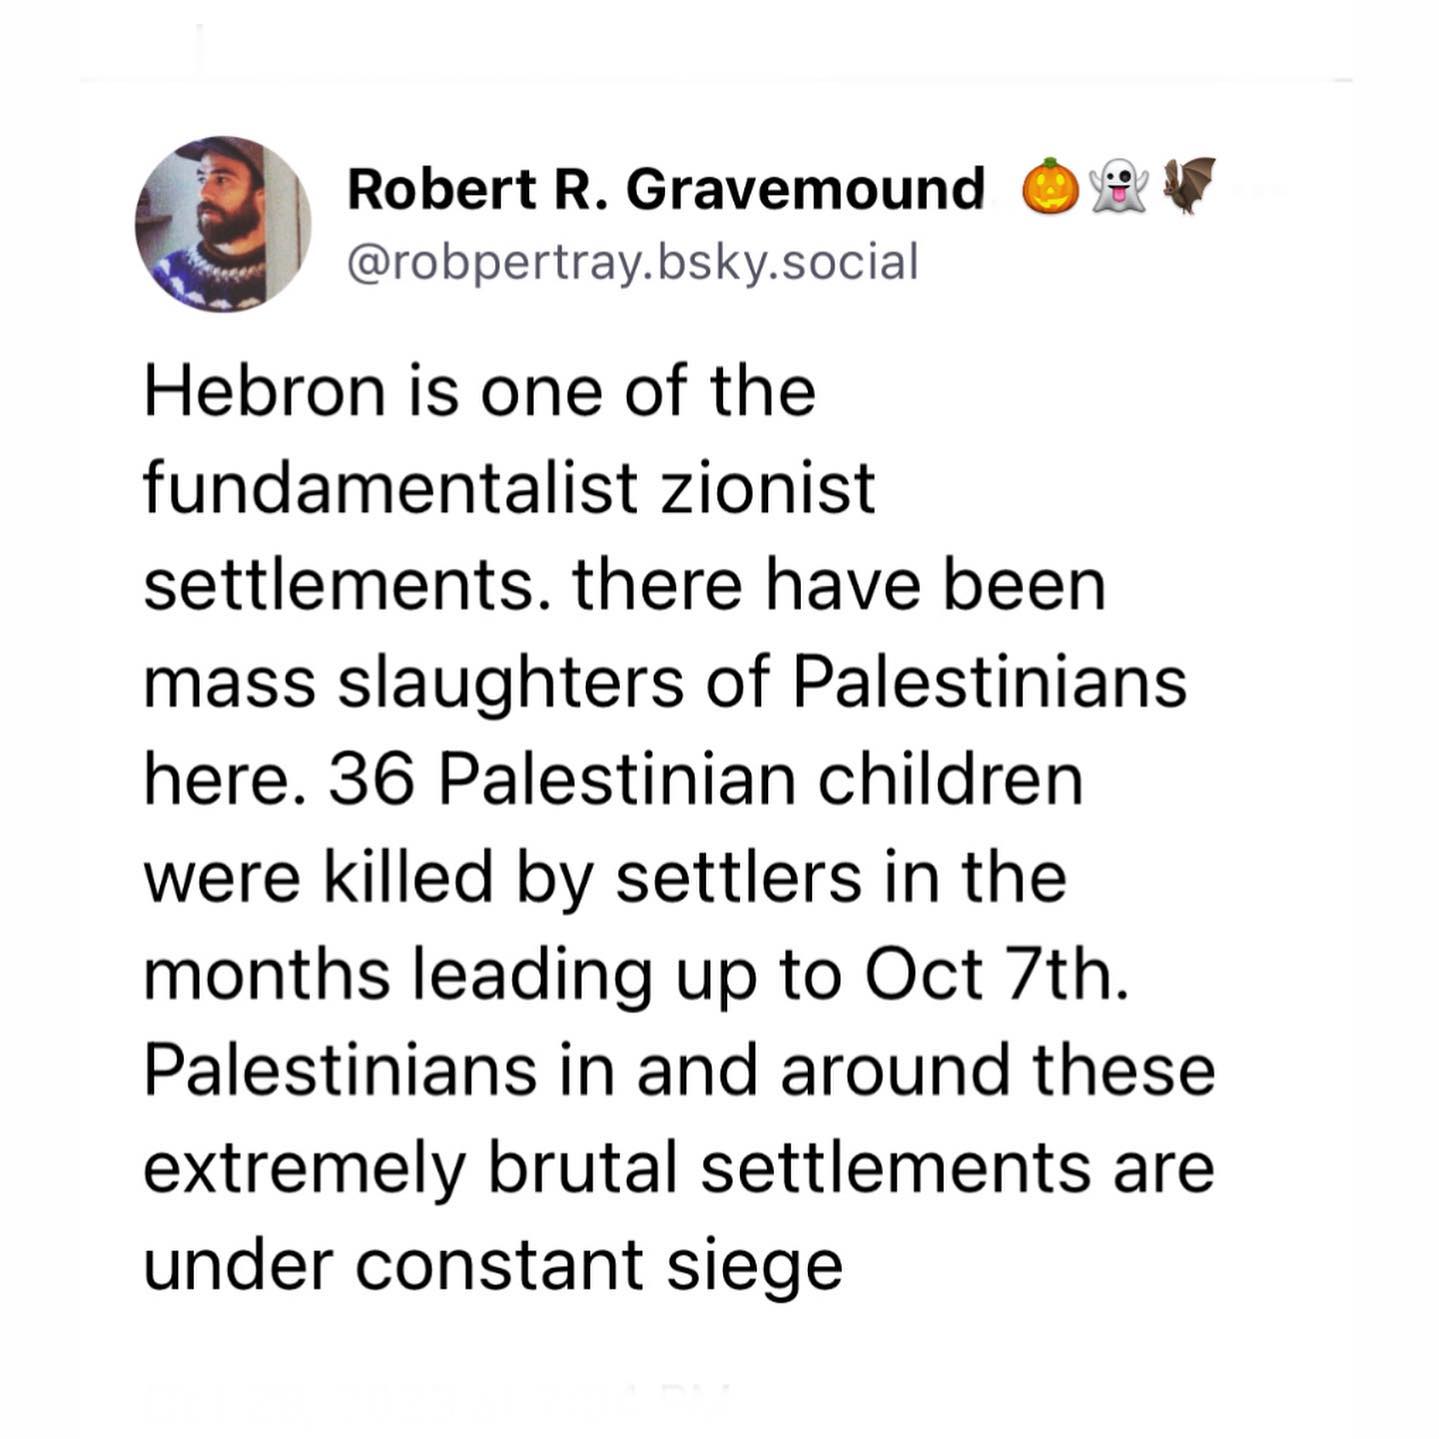 Robert R. Gravemound 🎃👻🦇
@robpertray.bsky.social
Hebron is one of the
fundamentalist zionist
settlements. there have been
mass slaughters of Palestinians
here. 36 Palestinian children
were killed by settlers in the
months leading up to Oct 7th.
Palestinians in and around these
extremely brutal settlements are
under constant siege